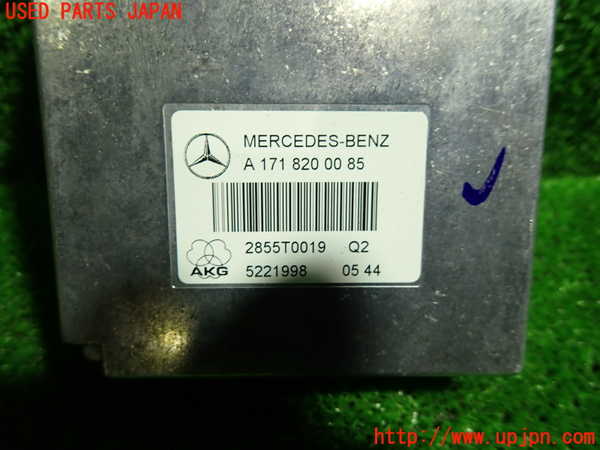 USED PARTS JAPAN
MERCEDES-BENZ
A 171 820 00 85
2855T0019 Q2
AKG
5221998 05 44
http://www.upjpn.com